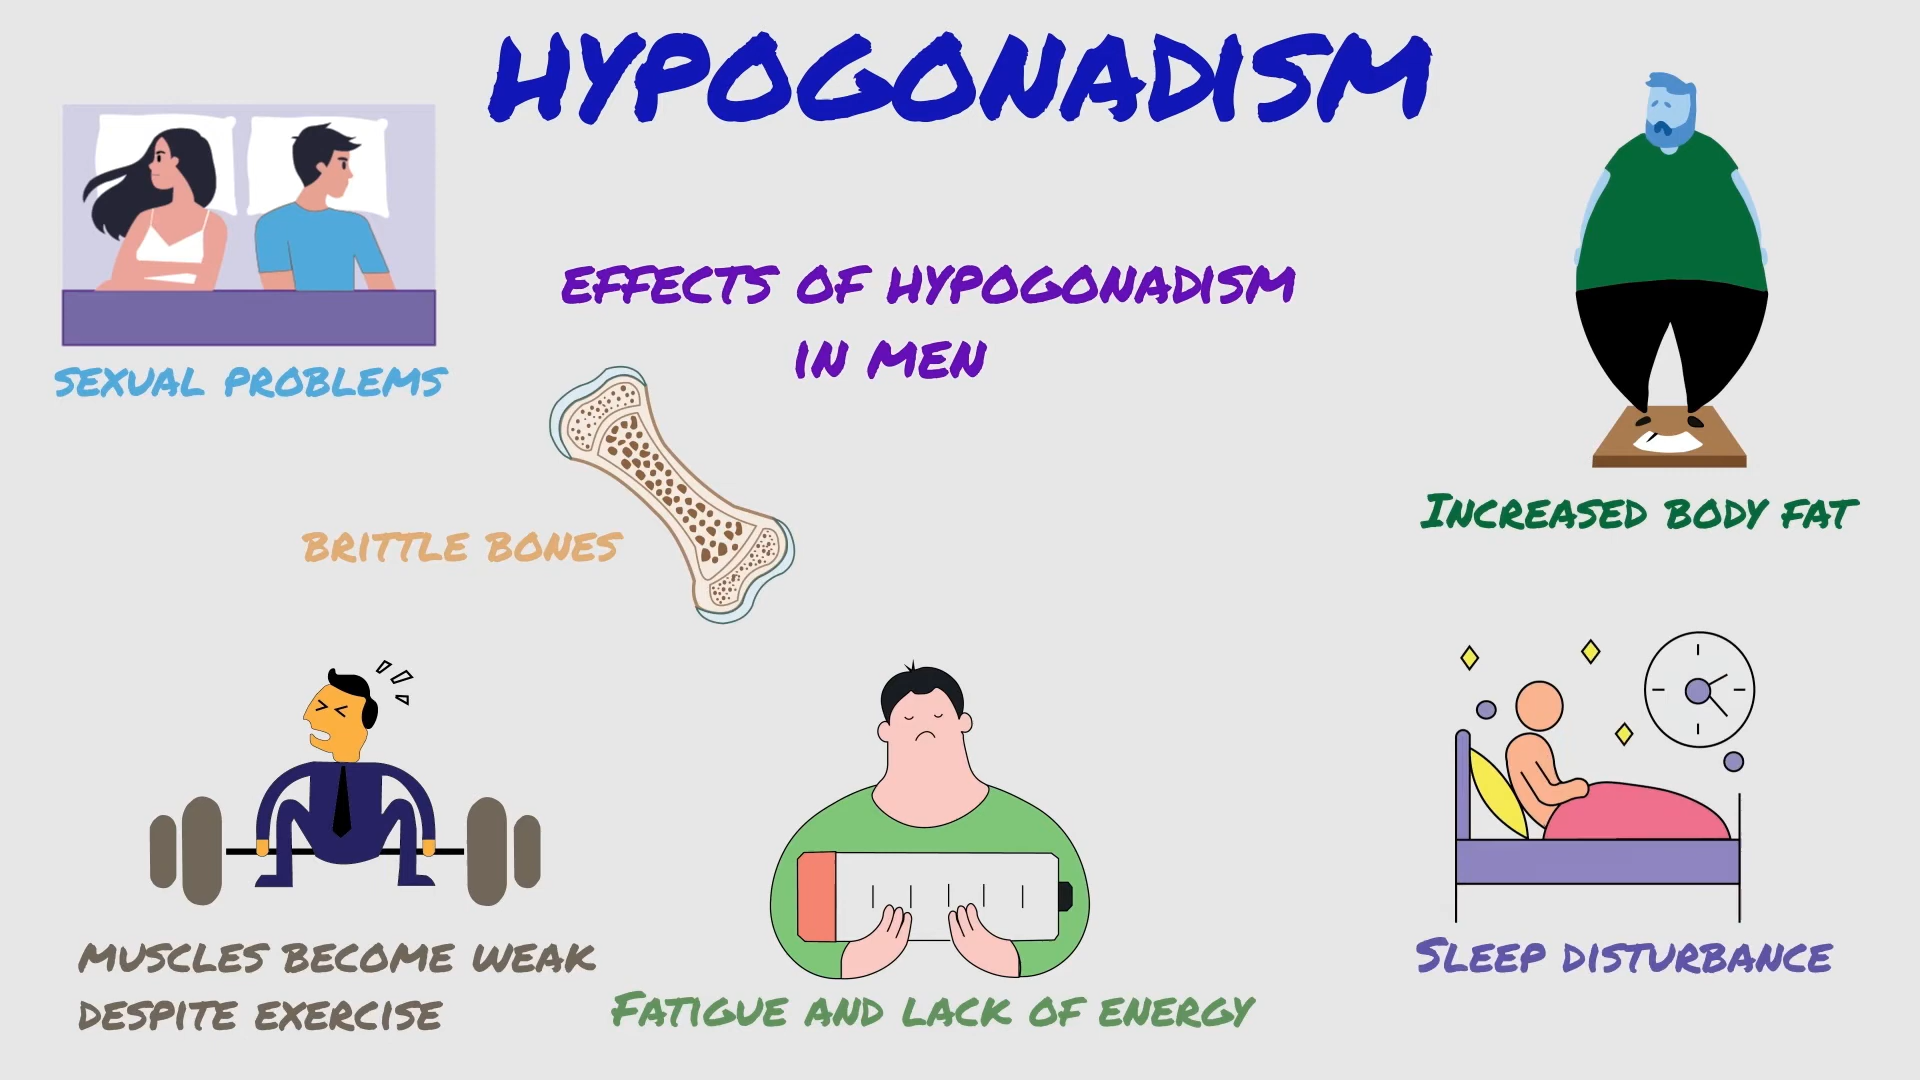 HYPOGONADISM
EFFECTS OF HYPOGONADISM
IN MEN
SEXUAL PROBLEMS
INCREASED BODY FAT
BRITTLE BONES
MUSCLES BECOME WEAK
DESPITE EXERCISE
FATIGUE AND LACK OF ENERGY
SLEEP DISTURBANCE